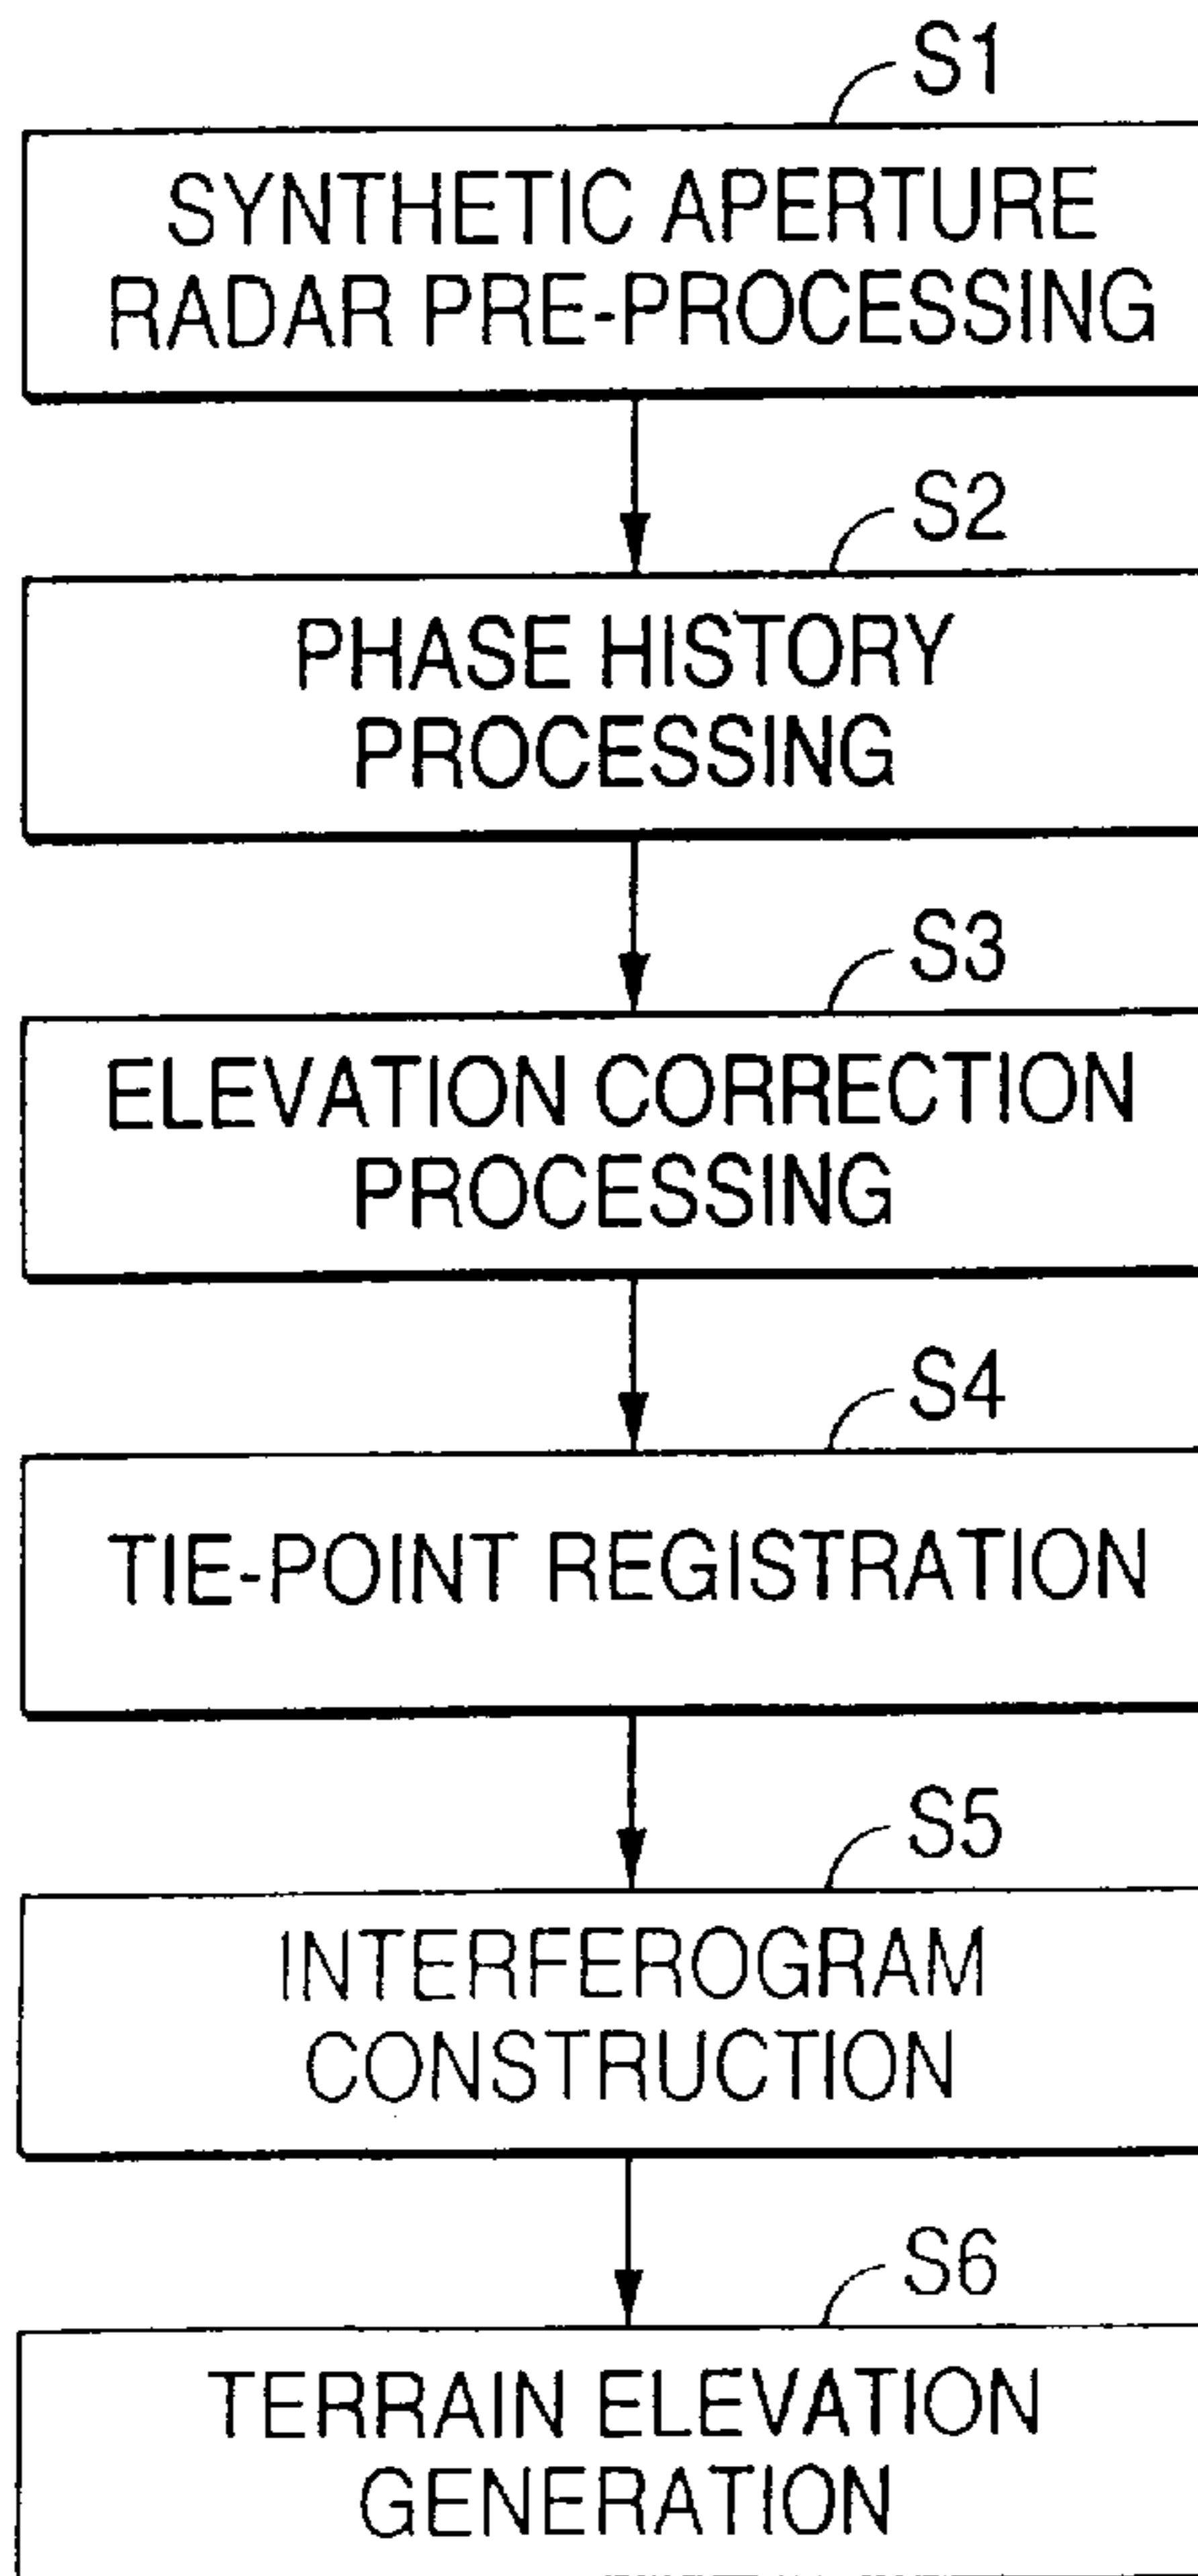 S1
SYNTHETIC APERTURE
RADAR PRE-PROCESSING
S2
PHASE HISTORY
PROCESSING
S3
ELEVATION CORRECTION
PROCESSING
S4
TIE-POINT REGISTRATION
S5
INTERFEROGRAM
CONSTRUCTION
S6
TERRAIN ELEVATION
GENERATION